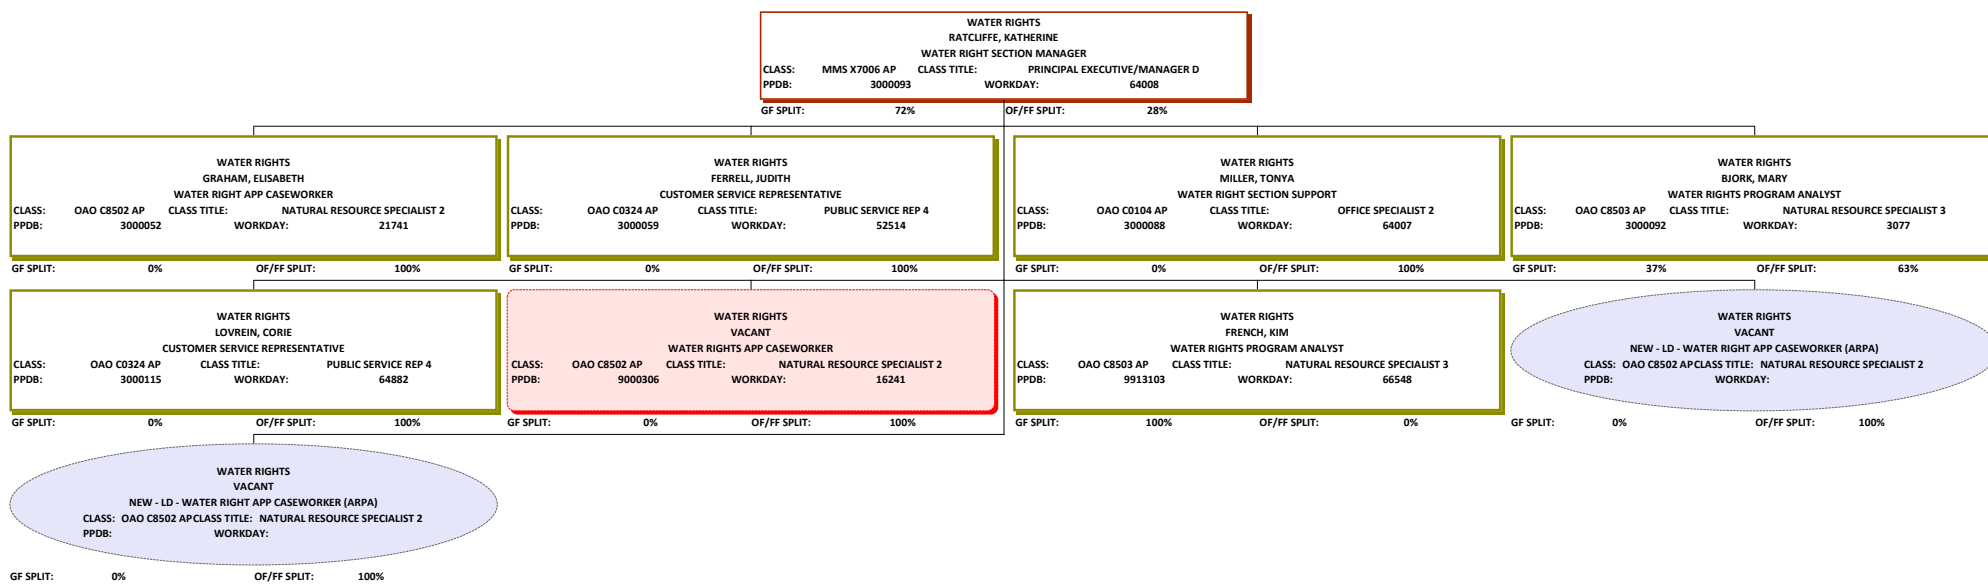 WATER RIGHTS
RATCLIFFE, KATHERINE
WATER RIGHT SECTION MANAGER
CLASS: MMS X7006 AP CLASS TITLE: PRINCIPAL EXECUTIVE/MANAGER D
PPDB: 3000093 WORKDAY: 64008
GF SPLIT: 72% OF/FF SPLIT: 28%
WATER RIGHTS
GRAHAM, ELISABETH
WATER RIGHT APP CASEWORKER
CLASS: OAO C8502 AP CLASS TITLE: NATURAL RESOURCE SPECIALIST 2
PPDB: 3000052 WORKDAY: 21741
GF SPLIT: 0% OF/FF SPLIT: 100%
WATER RIGHTS
FERRELL, JUDITH
CUSTOMER SERVICE REPRESENTATIVE
CLASS: OAO C0324 AP CLASS TITLE: PUBLIC SERVICE REP 4
PPDB: 3000059 WORKDAY: 52514
GF SPLIT: 0% OF/FF SPLIT: 100%
WATER RIGHTS
MILLER, TONYA
WATER RIGHT SECTION SUPPORT
CLASS: OAO C0104 AP CLASS TITLE: OFFICE SPECIALIST 2
PPDB: 3000088 WORKDAY: 64007
GF SPLIT: 0% OF/FF SPLIT: 100%
WATER RIGHTS
BJORK, MARY
WATER RIGHTS PROGRAM ANALYST
CLASS: OAO C8503 AP CLASS TITLE: NATURAL RESOURCE SPECIALIST 3
PPDB: 3000092 WORKDAY: 3077
GF SPLIT: 37% OF/FF SPLIT: 63%
WATER RIGHTS
LOVREIN, CORIE
CUSTOMER SERVICE REPRESENTATIVE
CLASS: OAO C0324 AP CLASS TITLE: PUBLIC SERVICE REP 4
PPDB: 3000115 WORKDAY: 64882
GF SPLIT: 0% OF/FF SPLIT: 100%
WATER RIGHTS
VACANT
WATER RIGHTS APP CASEWORKER
CLASS: OAO C8502 AP CLASS TITLE: NATURAL RESOURCE SPECIALIST 2
PPDB: 9000306 WORKDAY: 16241
GF SPLIT: 0% OF/FF SPLIT: 100%
WATER RIGHTS
FRENCH, KIM
WATER RIGHTS PROGRAM ANALYST
CLASS: OAO C8503 AP CLASS TITLE: NATURAL RESOURCE SPECIALIST 3
PPDB: 9913103 WORKDAY: 66548
GF SPLIT: 100% OF/FF SPLIT: 0%
WATER RIGHTS
VACANT
NEW - LD - WATER RIGHT APP CASEWORKER (ARPA)
CLASS: OAO C8502 AP CLASS TITLE: NATURAL RESOURCE SPECIALIST 2
PPDB: WORKDAY:
GF SPLIT: 0% OF/FF SPLIT: 100%
WATER RIGHTS
VACANT
NEW - LD - WATER RIGHT APP CASEWORKER (ARPA)
CLASS: OAO C8502 AP CLASS TITLE: NATURAL RESOURCE SPECIALIST 2
PPDB: WORKDAY:
GF SPLIT: 0% OF/FF SPLIT: 100%